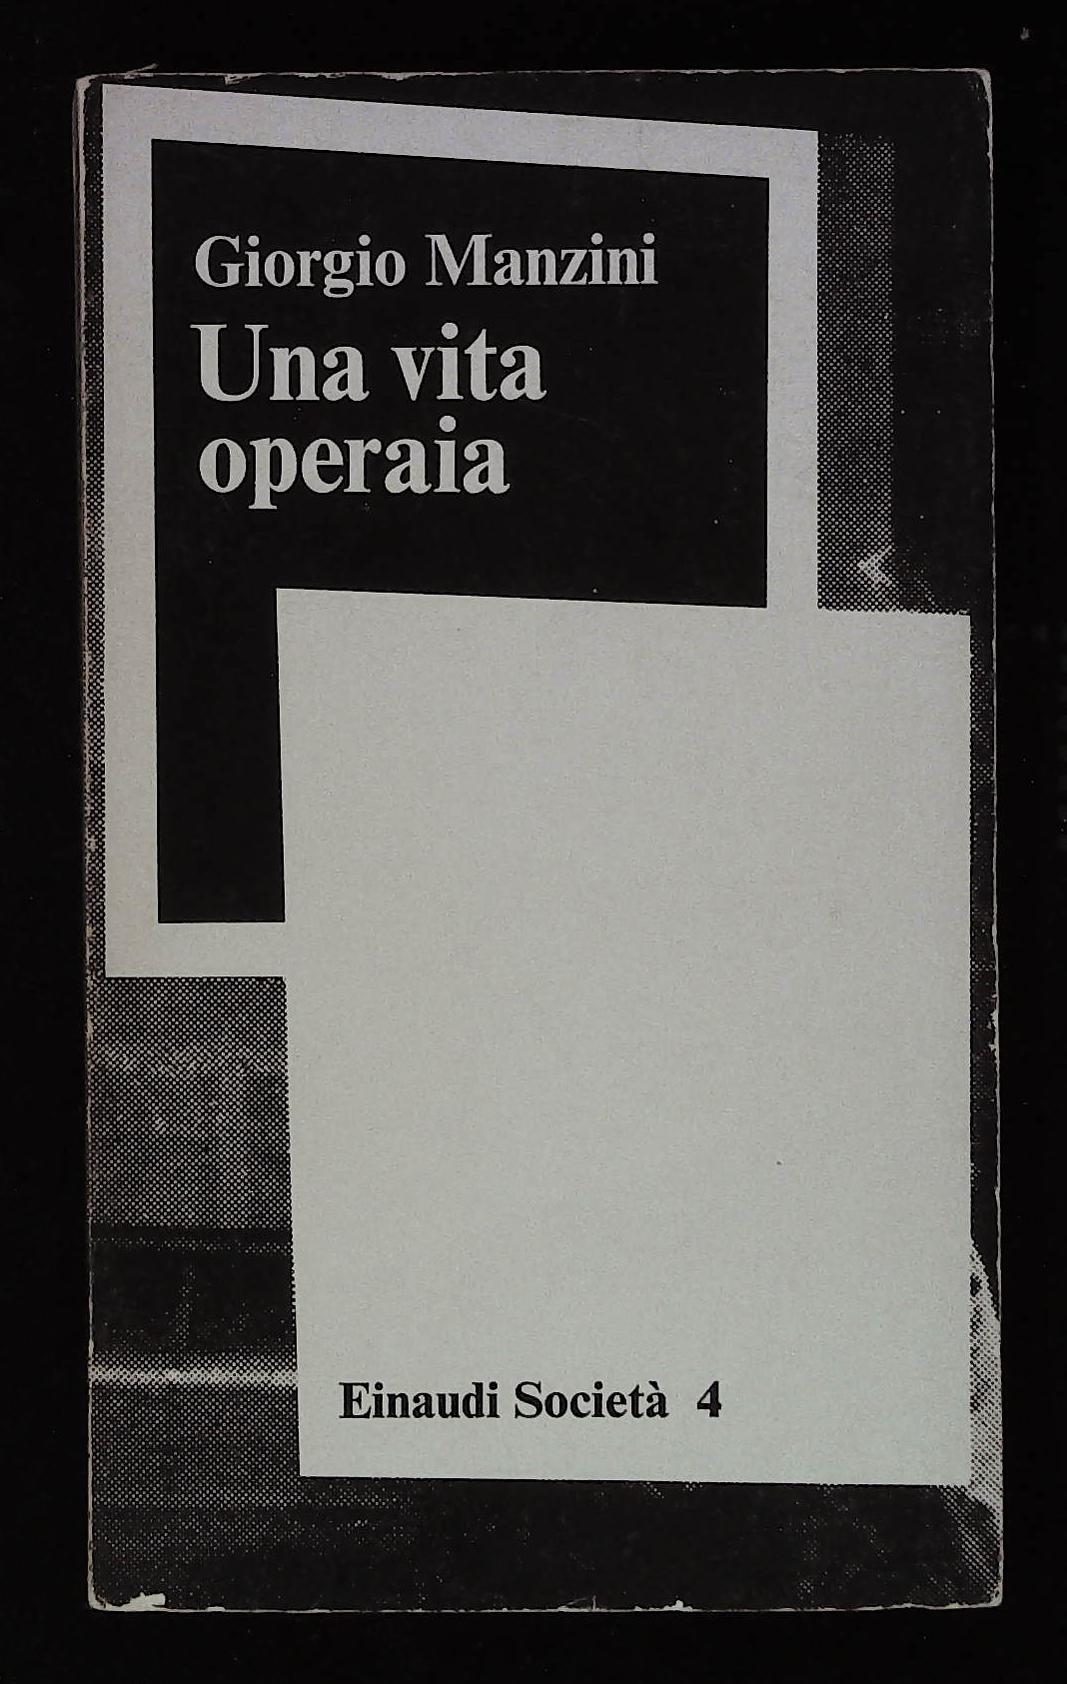 Giorgio Manzini
Una vita
operaia
Einaudi Società 4